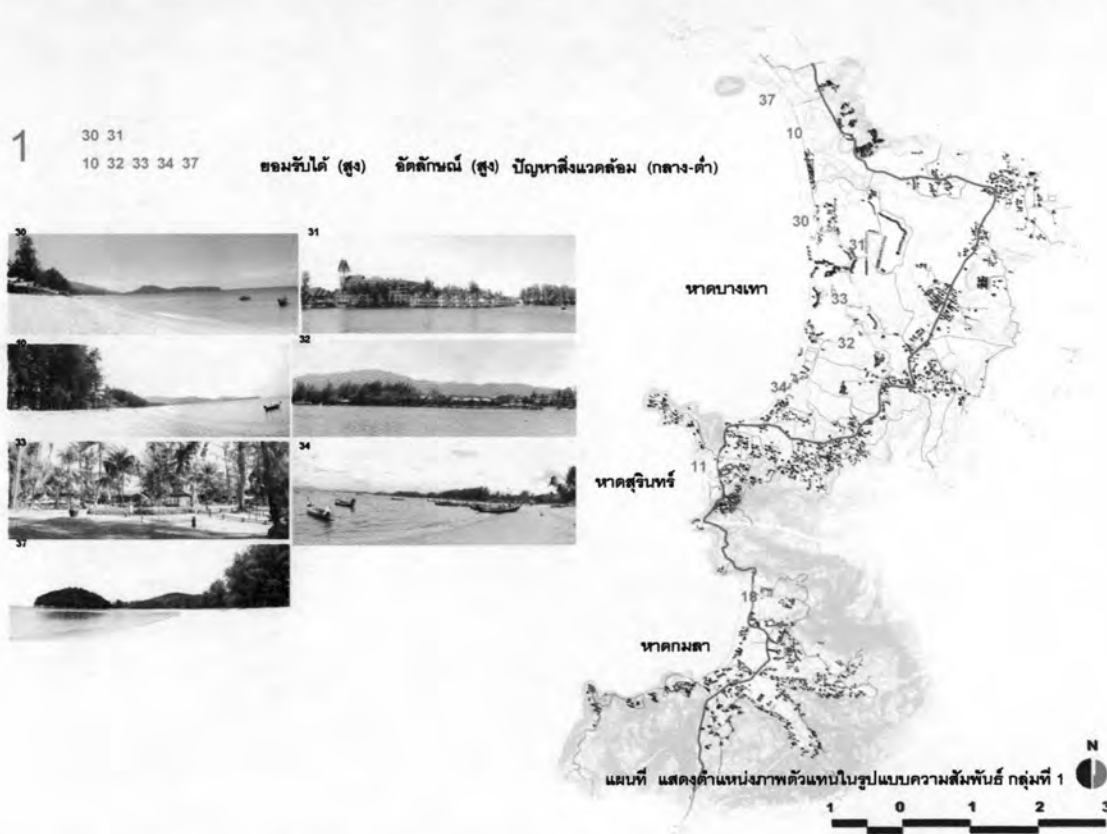 1
30 31
10 32 33 34 37
ยอมรับได้ (สูง) อัตลักษณ์ (สูง) ปัญหาสิ่งแวดล้อม (กลาง-ต่ำ)
30
31
32
33
34
37
37
10
30
31
33
32
34
11
18
หาดบางเทา
หาดสุรินทร์
หาดกมลา
แผนที่ แสดงตำแหน่งภาพตัวแทนในรูปแบบความสัมพันธ์ กลุ่มที่ 1
N
1 0 1 2 3